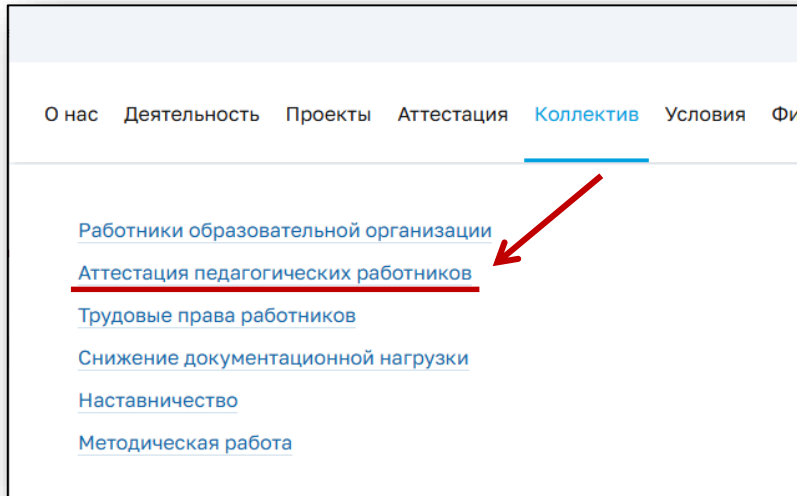 О нас Деятельность Проекты Аттестация Коллектив Условия Фи
Работники образовательной организации
Аттестация педагогических работников
Трудовые права работников
Снижение документационной нагрузки
Наставничество
Методическая работа